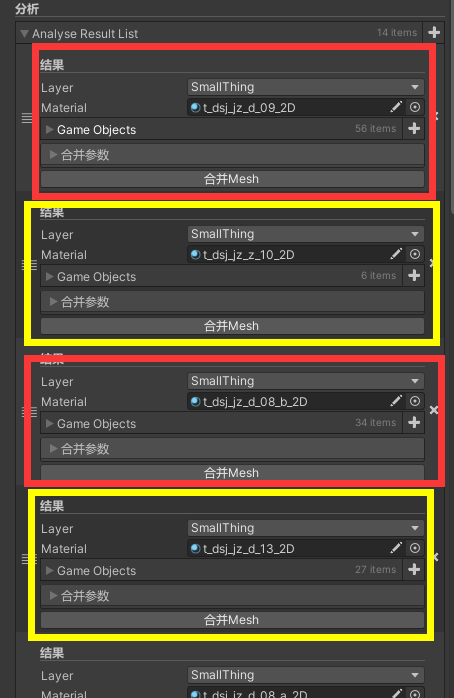 分析
Analyse Result List 14 items
结果
Layer SmallThing
Material t_dsj_jz_d_09_2D
Game Objects 56 items
合并参数
合并Mesh
结果
Layer SmallThing
Material t_dsj_jz_z_10_2D
Game Objects 6 items
合并参数
合并Mesh
结果
Layer SmallThing
Material t_dsj_jz_d_08_b_2D
Game Objects 34 items
合并参数
合并Mesh
结果
Layer SmallThing
Material t_dsj_jz_d_13_2D
Game Objects 27 items
合并参数
合并Mesh
结果
Layer SmallThing
Material t_dsj_jz_d_08_a_2D